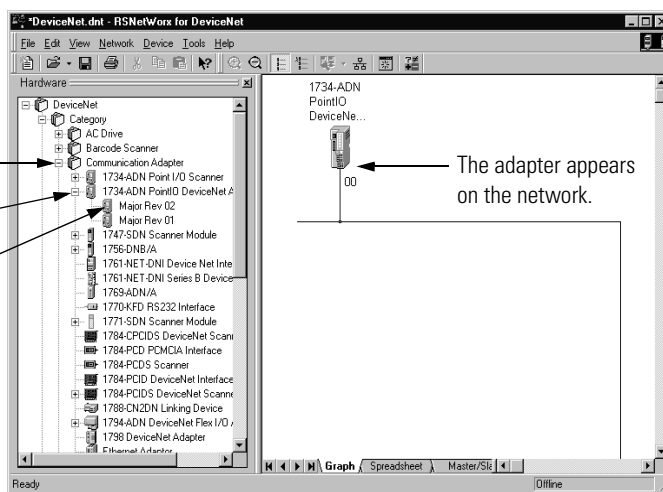 *DeviceNet.dnt - RSNetWorx for DeviceNet
File Edit View Network Device Tools Help
Hardware
DeviceNet
Category
AC Drive
Barcode Scanner
Communication Adapter
1734-ADN Point I/O Scanner
1734-ADN PointIO DeviceNet A
Major Rev 02
Major Rev 01
1747-SDN Scanner Module
1756-DNB/A
1761-NET-DNI Device Net Inte
1761-NET-DNI Series B Device
1769-ADN/A
1770-KFD RS232 Interface
1771-SDN Scanner Module
1784-CPCIDS DeviceNet Scan
1784-PCD PCMCIA Interface
1784-PCDS Scanner
1784-PCID DeviceNet Interface
1784-PCIDS DeviceNet Scanne
1788-CN2DN Linking Device
1794-ADN DeviceNet Flex I/O
1798 DeviceNet Adapter
Ethernet Adapter
1734-ADN
PointIO
DeviceNe...
00
The adapter appears
on the network.
Graph Spreadsheet Master/Sla
Ready Offline